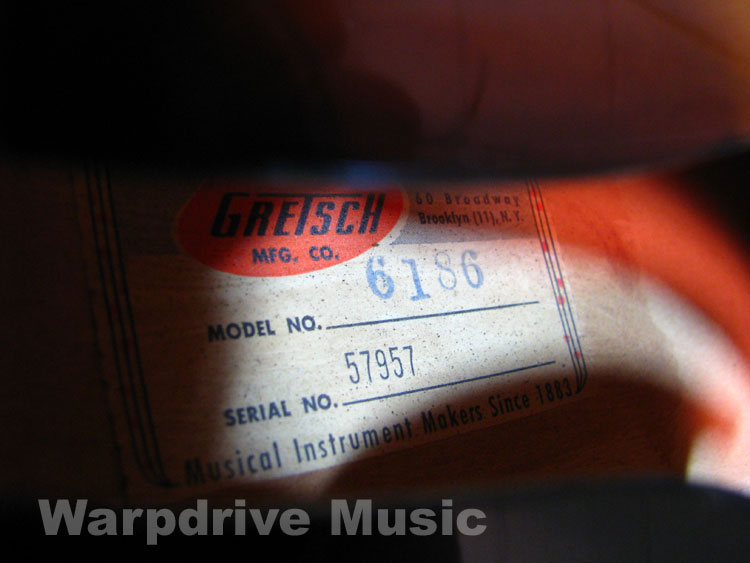 GRETSCH
MFG. CO.
60 Broadway
Brooklyn (11), N.Y.
6186
MODEL NO.
57957
SERIAL NO.
Musical Instrument Makers Since 1883
Warpdrive Music